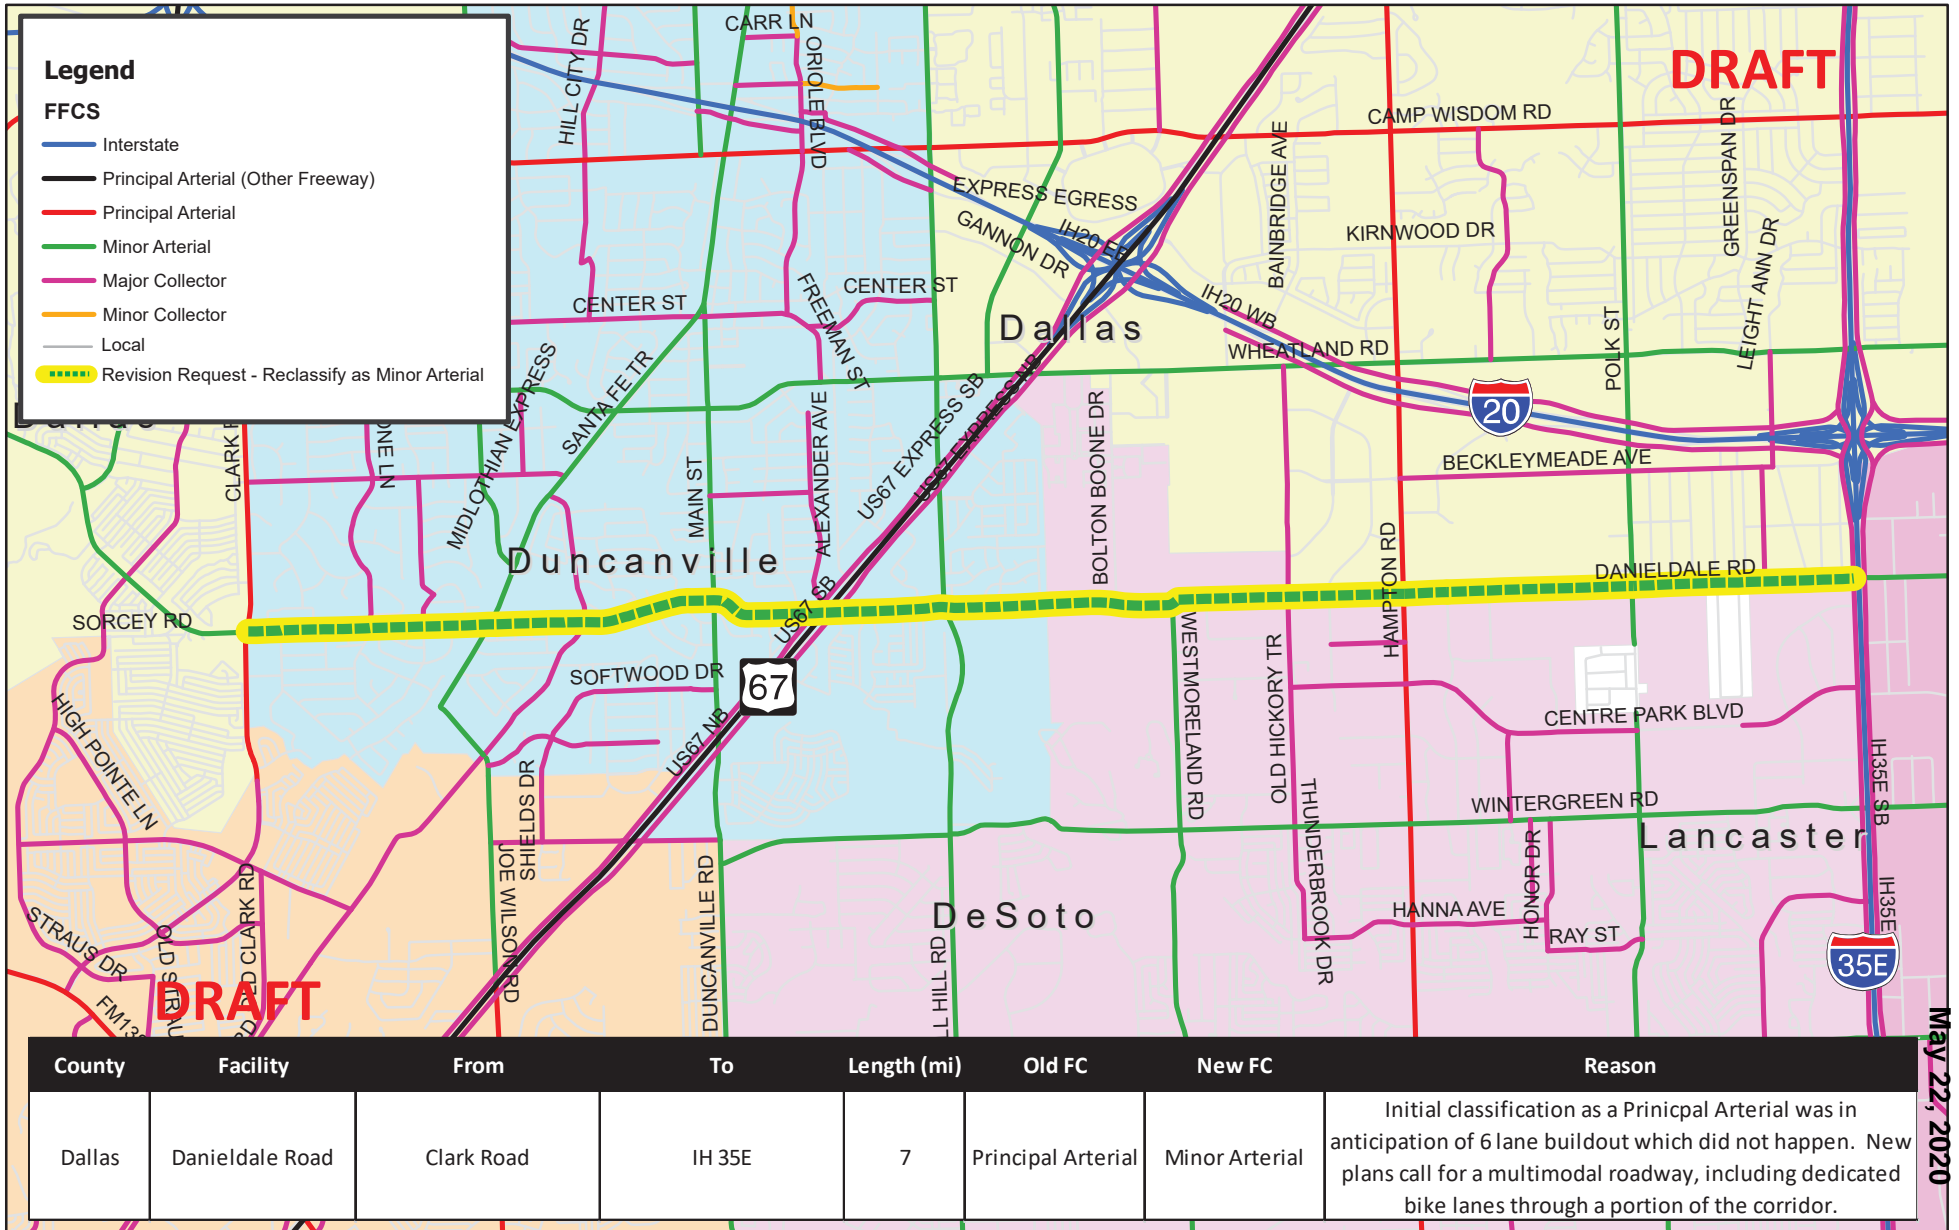 Legend
FFCS
Interstate
Principal Arterial (Other Freeway)
Principal Arterial
Minor Arterial
Major Collector
Minor Collector
Local
Revision Request - Reclassify as Minor Arterial
DRAFT
CARR LN
HILL CITY DR
ORIOLE BLVD
CAMP WISDOM RD
GREENSPAN DR
BAINBRIDGE AVE
EXPRESS EGRESS
GANNON DR
IH20 EB
KIRNWOOD DR
LEIGHT ANN DR
CENTER ST
CENTER ST
FREEMAN ST
IH20 WB
Dallas
WHEATLAND RD
POLK ST
20
MIDLOTHIAN EXPRESS
SANTA FE TR
US67 EXPRESS SB
US67 EXPRESS NB
BOLTON BOONE DR
ALEXANDER AVE
MAIN ST
BECKLEYMEADE AVE
Duncanville
HAMPTON RD
DANIELDALE RD
SORCEY RD
US67 SB
SOFTWOOD DR
67
US67 NB
WESTMORELAND RD
OLD HICKORY TR
CENTRE PARK BLVD
HIGH POINTE LN
SHIELDS DR
THUNDERBROOK DR
WINTERGREEN RD
IH35E SB
Lancaster
JOE WILSON RD
DUNCANVILLE RD
OLD CLARK RD
STRAUS DR
DeSoto
HANNA AVE
HONOR DR
RAY ST
IH35E
35E
DRAFT
May 22, 2020
County Facility From To Length (mi) Old FC New FC Reason
Dallas Danieldale Road Clark Road IH 35E 7 Principal Arterial Minor Arterial
Initial classification as a Prinicpal Arterial was in
anticipation of 6 lane buildout which did not happen. New
plans call for a multimodal roadway, including dedicated
bike lanes through a portion of the corridor.